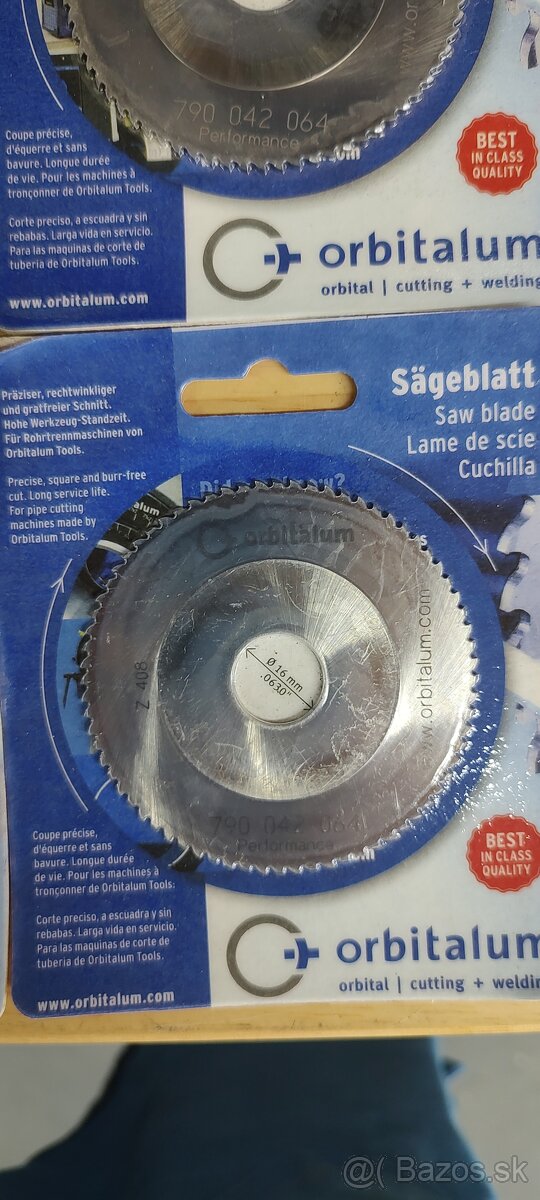 790 042 064
Performance
www.or
Coupe précise,
d'équerre et sans
bavure. Longue durée
de vie. Pour les machines à
tronçonner de Orbitalum Tools.
Corte preciso, a escuadra y sin
rebabas. Larga vida en servicio.
Para las maquinas de corte de
tuberia de Orbitalum Tools.
www.orbitalum.com
BEST
IN CLASS
QUALITY
orbitalum
orbital | cutting + welding
Präziser, rechtwinkliger
und gratfreier Schnitt.
Hohe Werkzeug-Standzeit.
Für Rohrtrennmaschinen von
Orbitalum Tools.
Precise, square and burr-free
cut. Long service life.
For pipe cutting
machines made by
Orbitalum Tools.
Sägeblatt
Saw blade
Lame de scie
Cuchilla
alum
orbitalum
Ø 16 mm
.0630"
Z 408
www.orbitalum.com
790 042 064
Performance
Coupe précise,
d'équerre et sans
bavure. Longue durée
de vie. Pour les machines à
tronçonner de Orbitalum Tools:
Corte preciso, a escuadra y sin
rebabas. Larga vida en servicio.
Para las maquinas de corte de
tuberia de Orbitalum Tools.
www.orbitalum.com
BEST
IN CLASS
QUALITY
orbitalum
orbital | cutting + welding
@( Bazos.sk